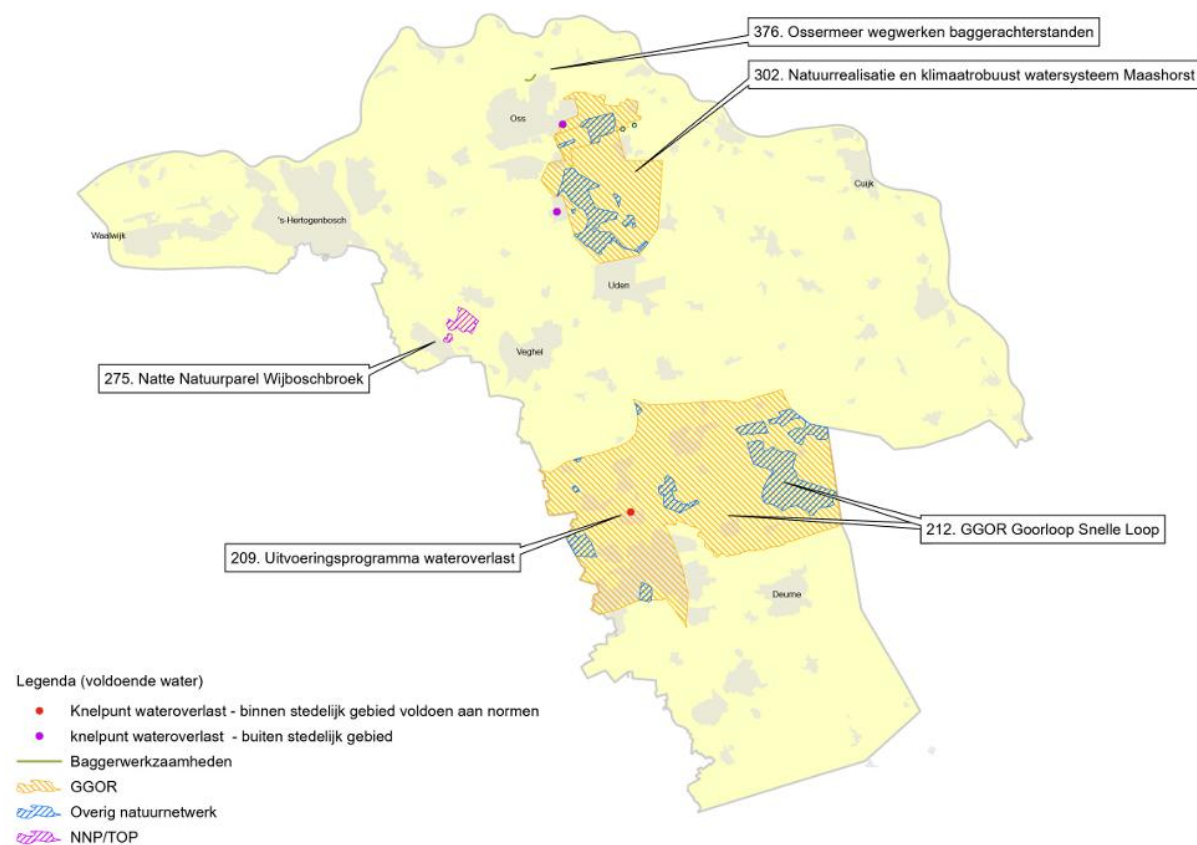 376. Ossermeer wegwerken baggerachterstanden
302. Natuurrealisatie en klimaatrobuust watersysteem Maashorst
Oss
Cuijk
's-Hertogenbosch
Waalwijk
Uden
Veghel
275. Natte Natuurparel Wijboschbroek
212. GGOR Goorloop Snelle Loop
209. Uitvoeringsprogramma wateroverlast
Deurne
Legenda (voldoende water)
Knelpunt wateroverlast - binnen stedelijk gebied voldoen aan normen
knelpunt wateroverlast - buiten stedelijk gebied
Baggerwerkzaamheden
GGOR
Overig natuurnetwerk
NNP/TOP